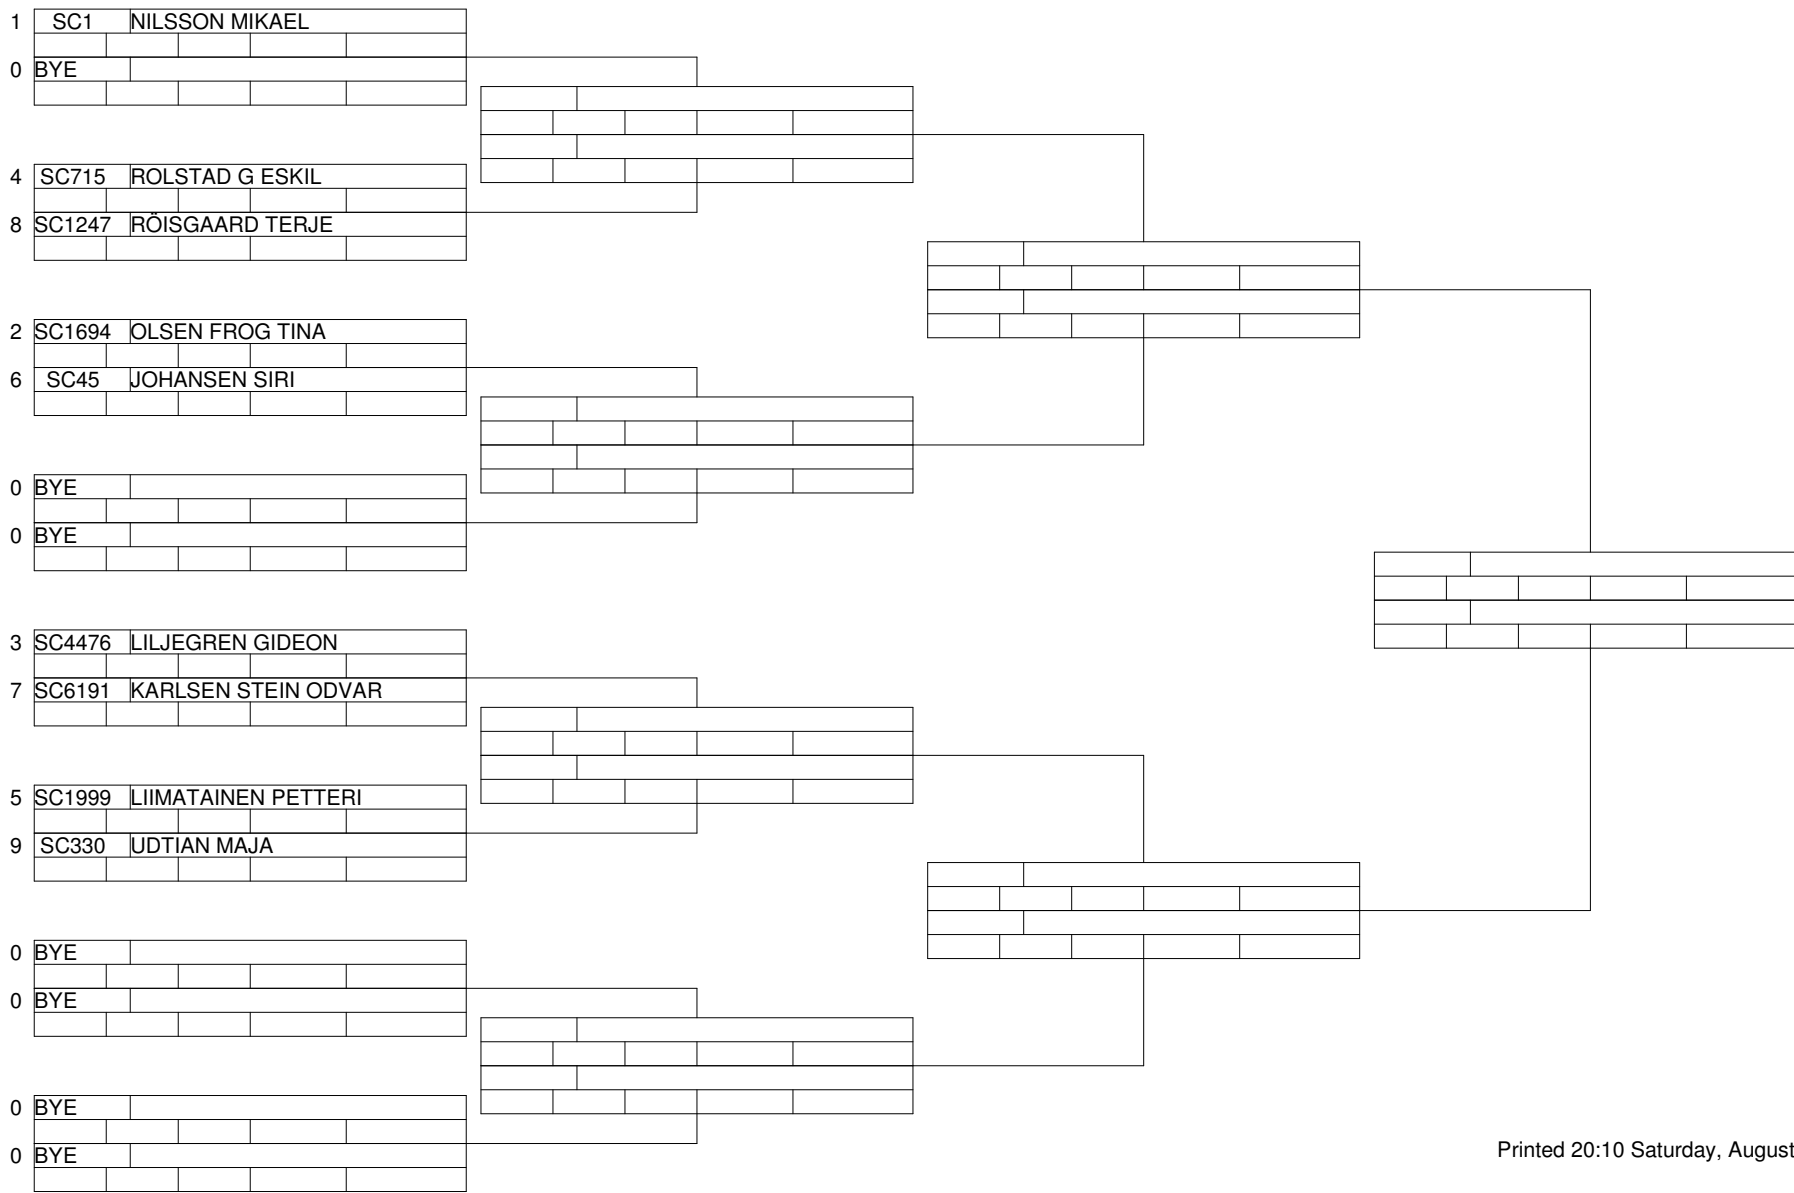 1 SC1 NILSSON MIKAEL
0 BYE
4 SC715 ROLSTAD G ESKIL
8 SC1247 RÖISGAARD TERJE
2 SC1694 OLSEN FROG TINA
6 SC45 JOHANSEN SIRI
0 BYE
0 BYE
3 SC4476 LILJEGREN GIDEON
7 SC6191 KARLSEN STEIN ODVAR
5 SC1999 LIIMATAINEN PETTERI
9 SC330 UDTIAN MAJA
0 BYE
0 BYE
0 BYE
0 BYE
Printed 20:10 Saturday, August